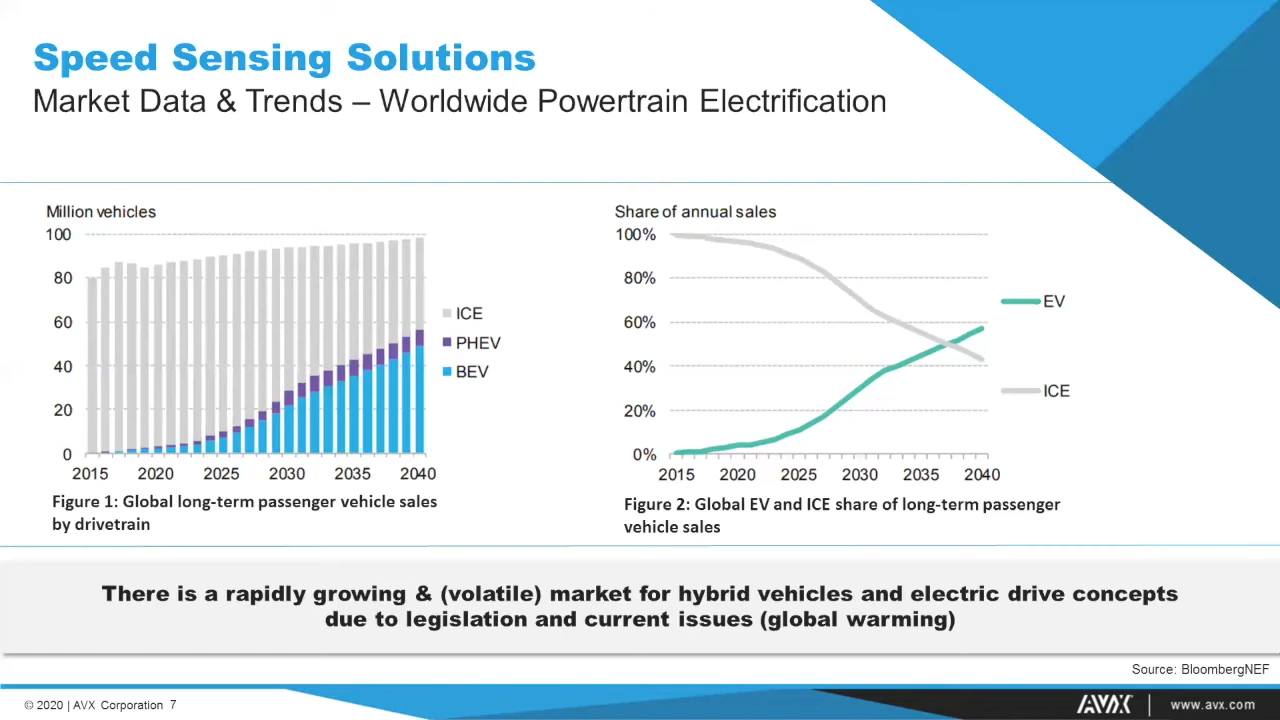 Speed Sensing Solutions
Market Data & Trends – Worldwide Powertrain Electrification
Million vehicles
100
80
60
40
20
0
2015 2020 2025 2030 2035 2040
ICE
PHEV
BEV
Figure 1: Global long-term passenger vehicle sales
by drivetrain
Share of annual sales
100%
80%
60%
40%
20%
0%
2015 2020 2025 2030 2035 2040
EV
ICE
Figure 2: Global EV and ICE share of long-term passenger
vehicle sales
There is a rapidly growing & (volatile) market for hybrid vehicles and electric drive concepts
due to legislation and current issues (global warming)
Source: BloombergNEF
© 2020 | AVX Corporation 7
AVX | www.avx.com